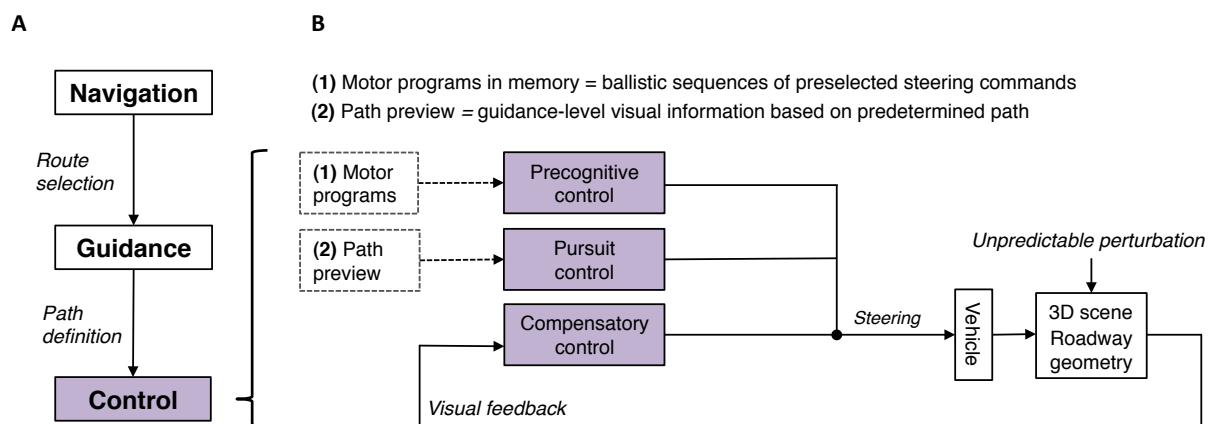 A
B
Navigation
Route
selection
Guidance
Path
definition
Control
(1) Motor programs in memory = ballistic sequences of preselected steering commands
(2) Path preview = guidance-level visual information based on predetermined path
(1) Motor
programs
Precognitive
control
(2) Path
preview
Pursuit
control
Compensatory
control
Visual feedback
Steering
Vehicle
Unpredictable perturbation
3D scene
Roadway
geometry